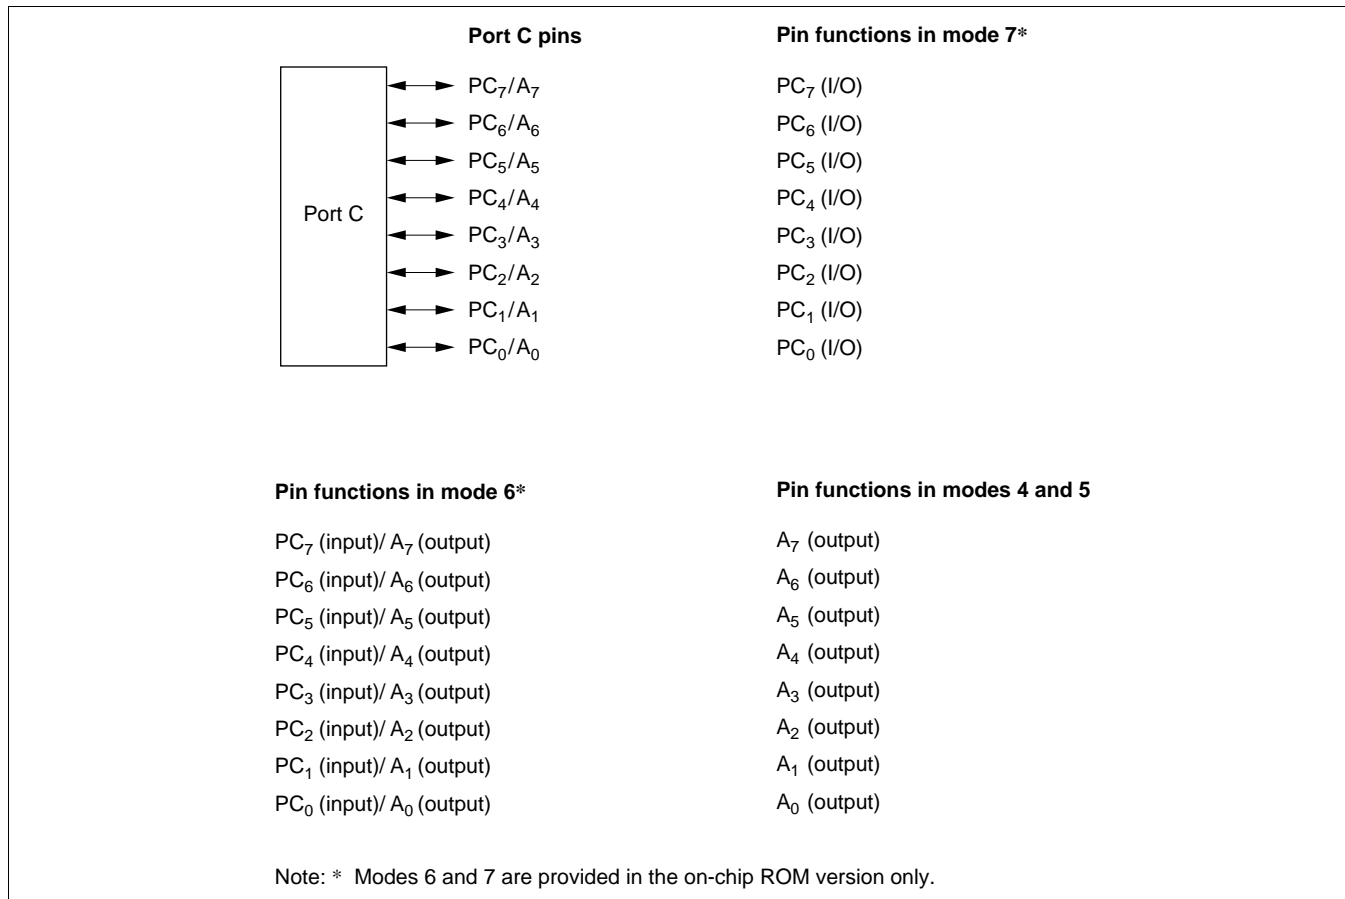 Port C pins Pin functions in mode 7*
PC7/A7 PC7 (I/O)
PC6/A6 PC6 (I/O)
PC5/A5 PC5 (I/O)
PC4/A4 PC4 (I/O)
Port C
PC3/A3 PC3 (I/O)
PC2/A2 PC2 (I/O)
PC1/A1 PC1 (I/O)
PC0/A0 PC0 (I/O)
Pin functions in mode 6* Pin functions in modes 4 and 5
PC7 (input)/ A7 (output) A7 (output)
PC6 (input)/ A6 (output) A6 (output)
PC5 (input)/ A5 (output) A5 (output)
PC4 (input)/ A4 (output) A4 (output)
PC3 (input)/ A3 (output) A3 (output)
PC2 (input)/ A2 (output) A2 (output)
PC1 (input)/ A1 (output) A1 (output)
PC0 (input)/ A0 (output) A0 (output)
Note: * Modes 6 and 7 are provided in the on-chip ROM version only.